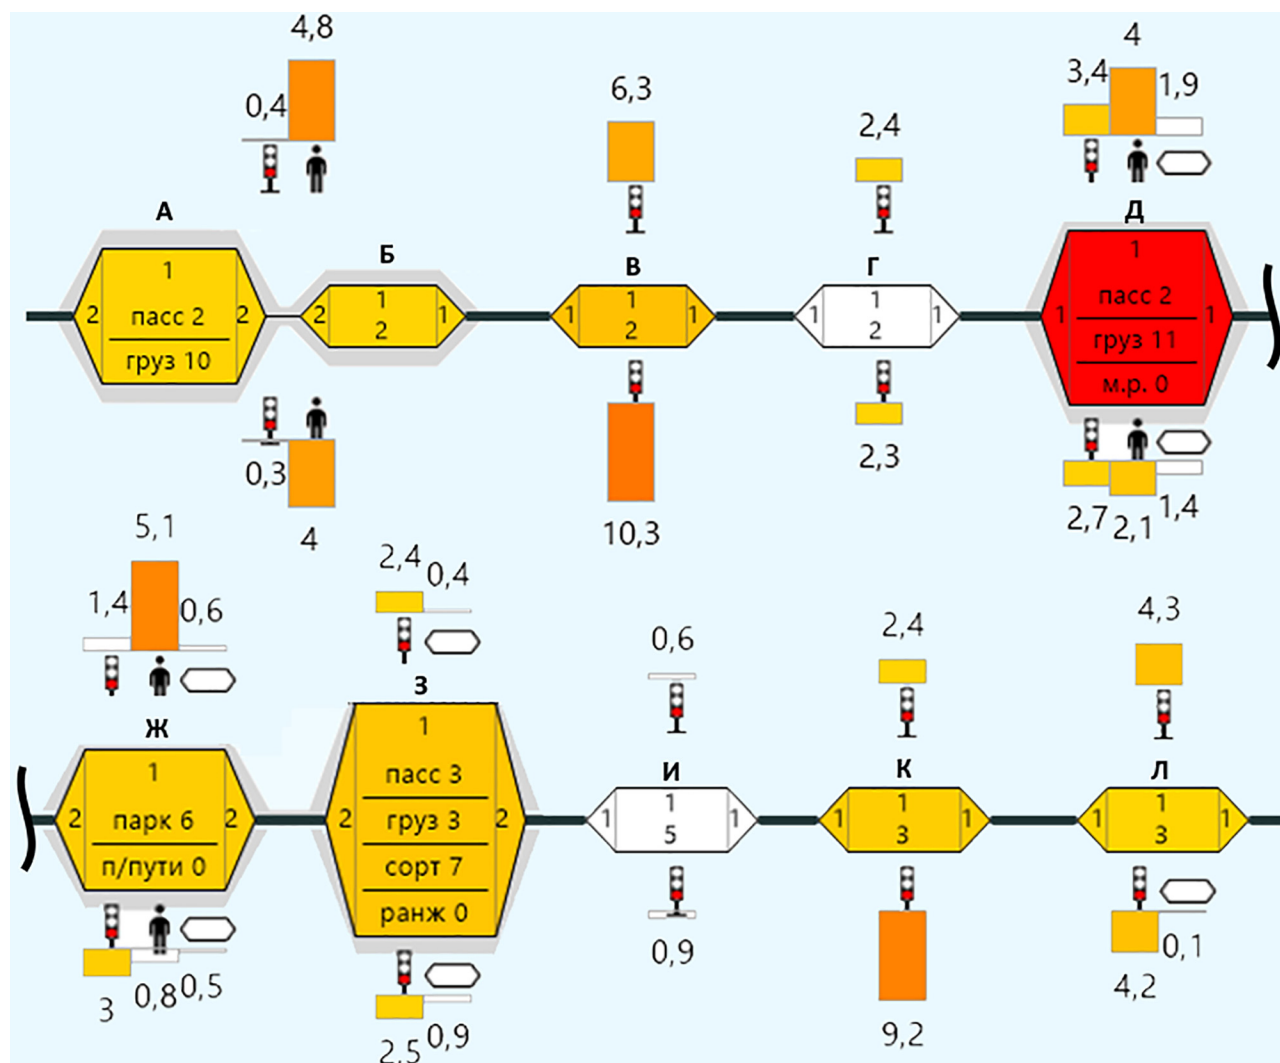 4,8
0,4
6,3
2,4
4
3,4
1,9
А
Б
В
Г
Д
1
2 пасс 2 2
груз 10
1
2 2 1
1
1 2 1
1
1 2 1
1
пасс 2
1 груз 11 1
м.р. 0
0,3
4
10,3
2,3
2,7 2,1 1,4
5,1
1,4
0,6
2,4 0,4
0,6
2,4
4,3
Ж
З
И
К
Л
1
2 парк 6 2
п/пути 0
1
пасс 3
2 груз 3 2
сорт 7
ранж 0
1
1 5 1
1
1 3 1
1
1 3 1
3 0,8 0,5
2,5 0,9
0,9
9,2
4,2 0,1